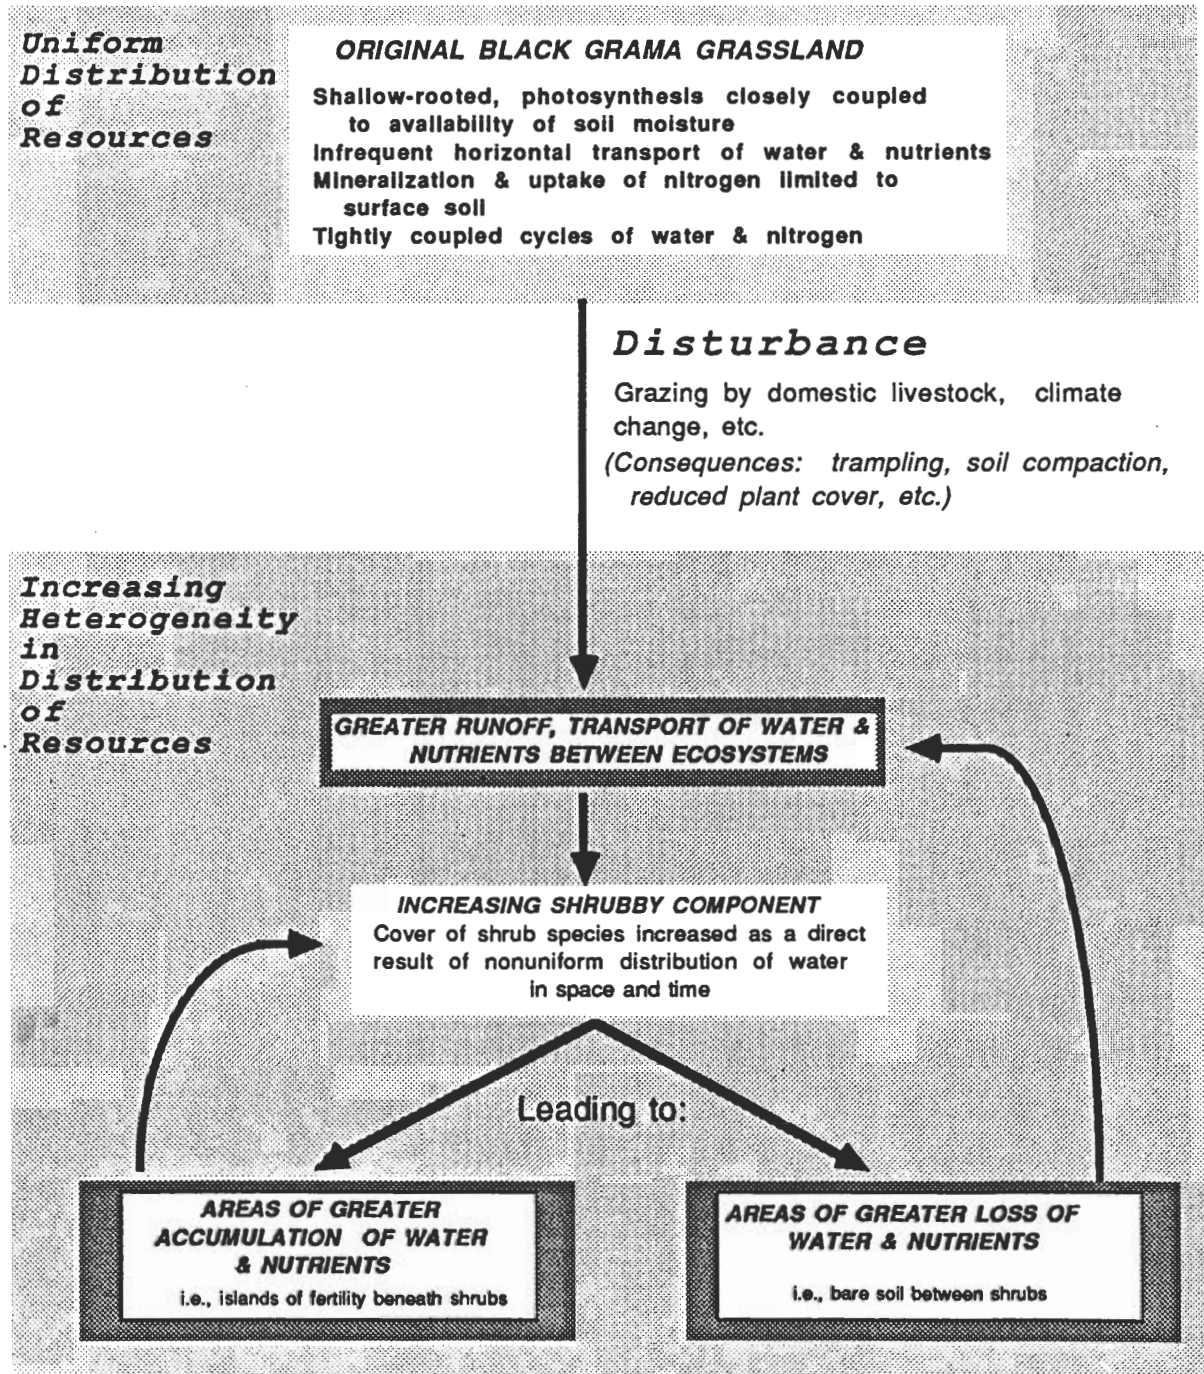 Uniform
Distribution
of
Resources
ORIGINAL BLACK GRAMA GRASSLAND
Shallow-rooted, photosynthesis closely coupled
to availability of soil moisture
Infrequent horizontal transport of water & nutrients
Mineralization & uptake of nitrogen limited to
surface soil
Tightly coupled cycles of water & nitrogen
Disturbance
Grazing by domestic livestock, climate
change, etc.
(Consequences: trampling, soil compaction,
reduced plant cover, etc.)
Increasing
Heterogeneity
in
Distribution
of
Resources
GREATER RUNOFF, TRANSPORT OF WATER &
NUTRIENTS BETWEEN ECOSYSTEMS
INCREASING SHRUBBY COMPONENT
Cover of shrub species increased as a direct
result of nonuniform distribution of water
in space and time
Leading to:
AREAS OF GREATER
ACCUMULATION OF WATER
& NUTRIENTS
i.e., islands of fertility beneath shrubs
AREAS OF GREATER LOSS OF
WATER & NUTRIENTS
i.e., bare soil between shrubs